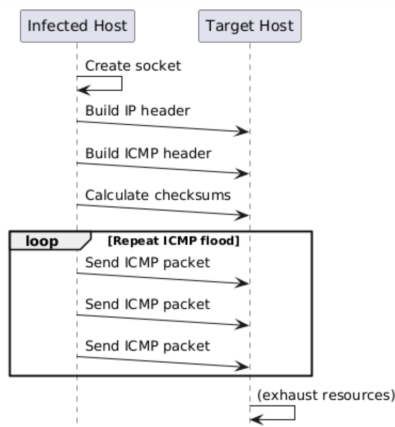 Infected Host
Target Host
Create socket
Build IP header
Build ICMP header
Calculate checksums
loop
[Repeat ICMP flood]
Send ICMP packet
Send ICMP packet
Send ICMP packet
(exhaust resources)